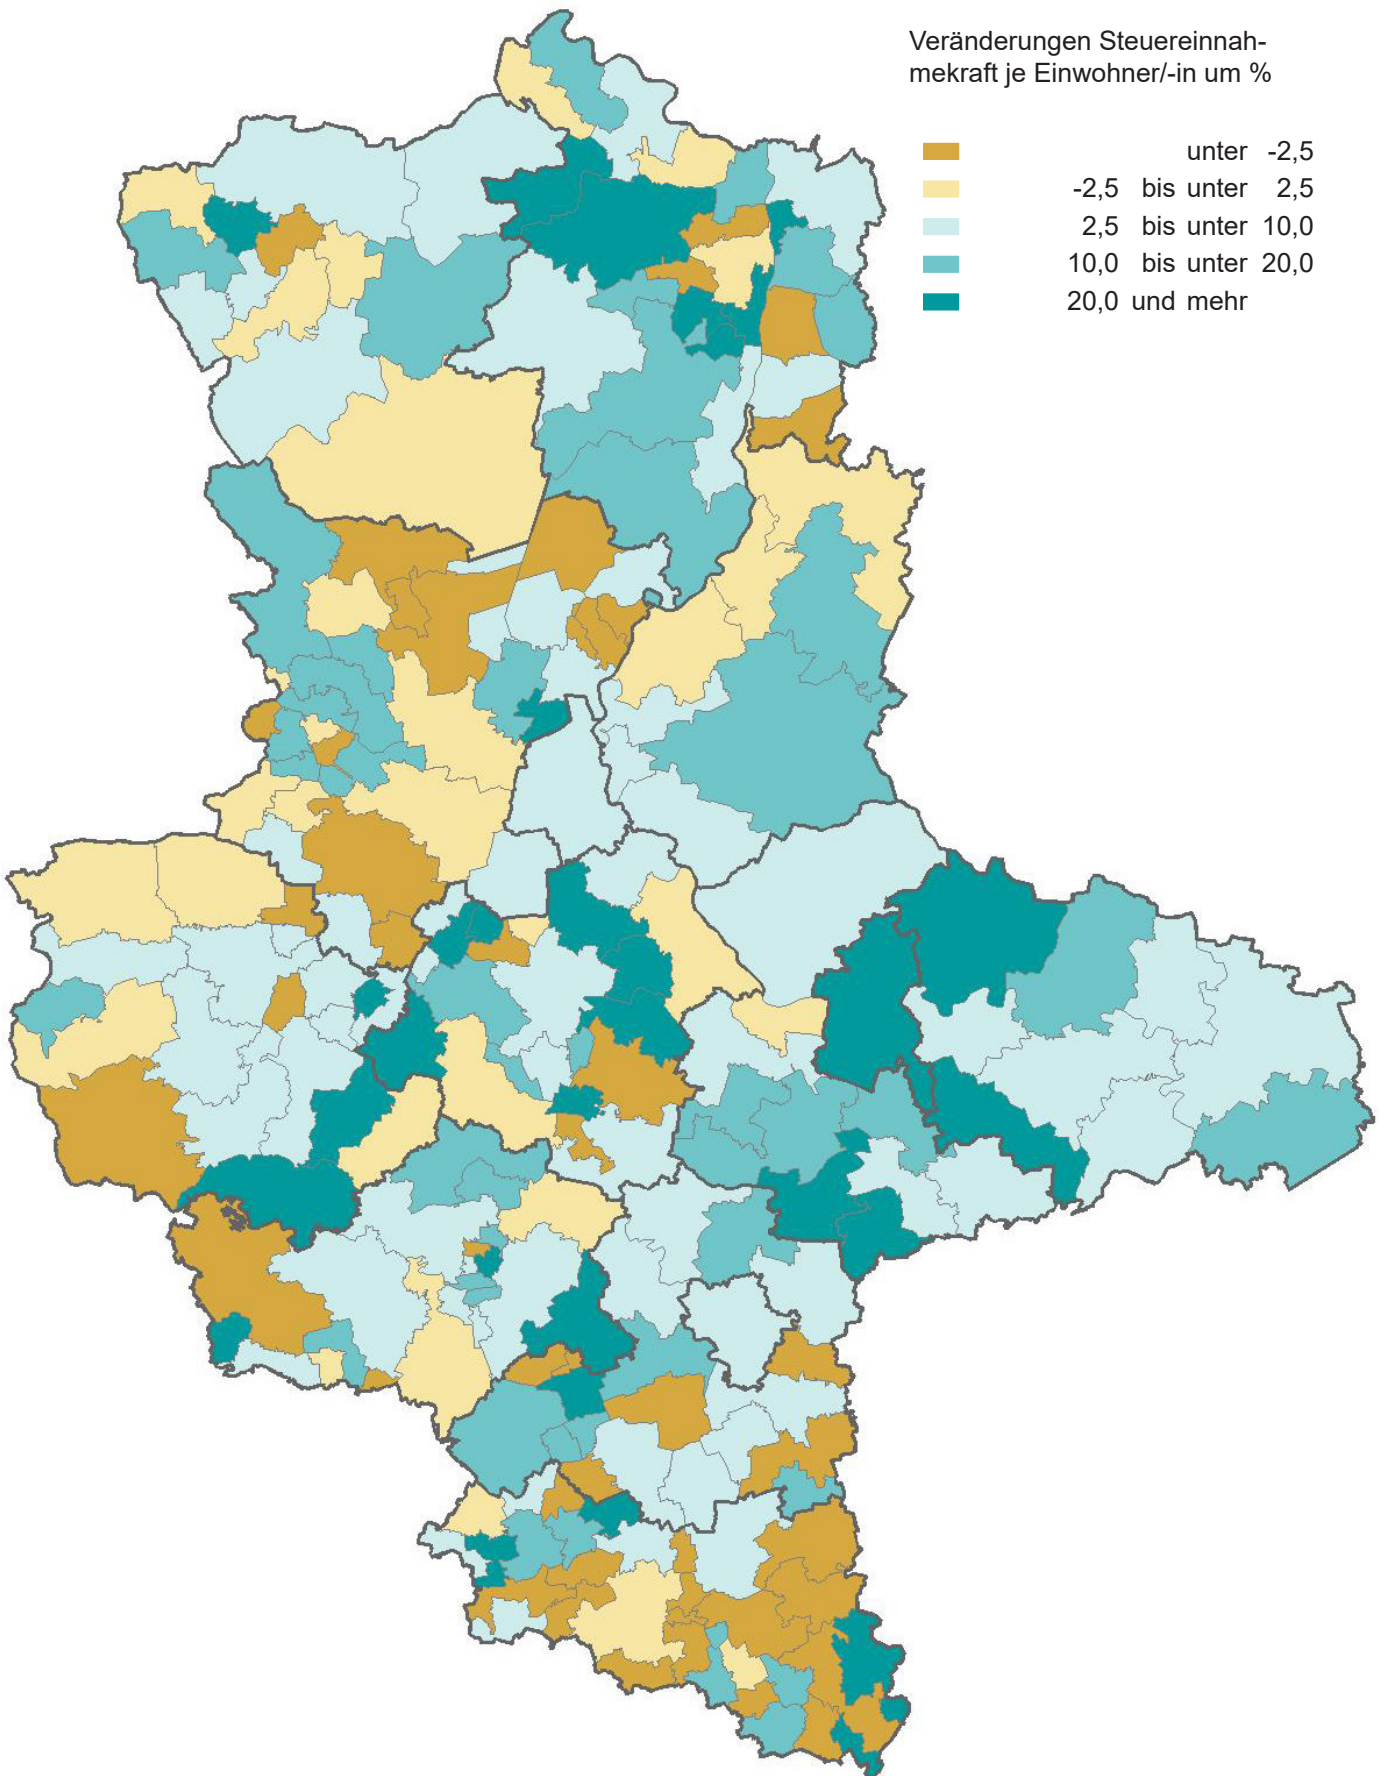 Veränderungen Steuereinnah-
mekraft je Einwohner/-in um %
unter -2,5
-2,5 bis unter 2,5
2,5 bis unter 10,0
10,0 bis unter 20,0
20,0 und mehr